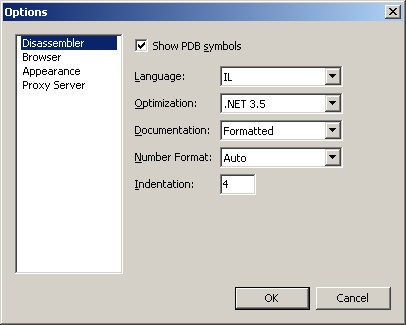 Options
Disassembler
Browser
Appearance
Proxy Server
Show PDB symbols
Language: IL
Optimization: .NET 3.5
Documentation: Formatted
Number Format: Auto
Indentation: 4
OK Cancel